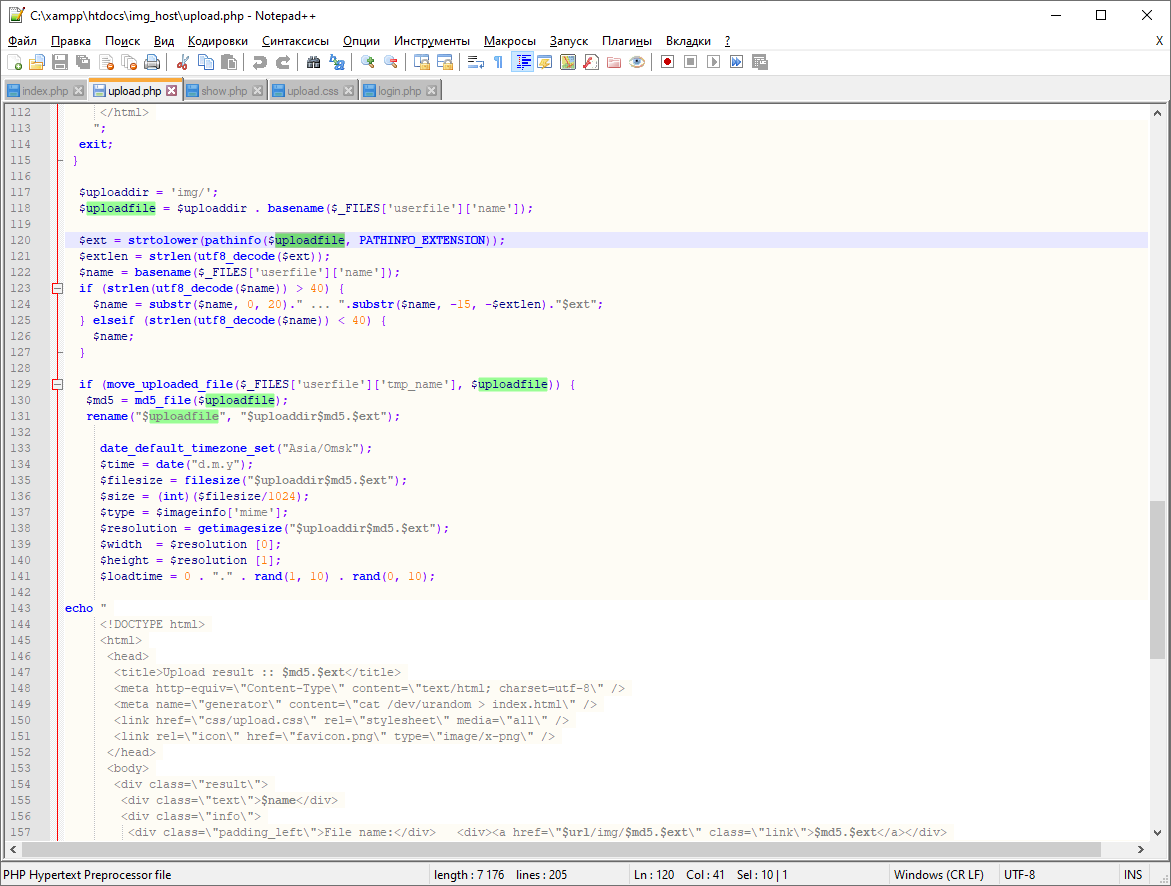 C:\xampp\htdocs\img_host\upload.php - Notepad++
Файл Правка Поиск Вид Кодировки Синтаксисы Опции Инструменты Макросы Запуск Плагины Вкладки ? X
index.php upload.php show.php upload.css login.php
112 </html>
113 ";
114 exit;
115 }
116
117 $uploaddir = 'img/';
118 $uploadfile = $uploaddir . basename($_FILES['userfile']['name']);
119
120 $ext = strtolower(pathinfo($uploadfile, PATHINFO_EXTENSION));
121 $extlen = strlen(utf8_decode($ext));
122 $name = basename($_FILES['userfile']['name']);
123 if (strlen(utf8_decode($name)) > 40) {
124 $name = substr($name, 0, 20)." ... ".substr($name, -15, -$extlen)."$ext";
125 } elseif (strlen(utf8_decode($name)) < 40) {
126 $name;
127 }
128
129 if (move_uploaded_file($_FILES['userfile']['tmp_name'], $uploadfile)) {
130 $md5 = md5_file($uploadfile);
131 rename("$uploadfile", "$uploaddir$md5.$ext");
132
133 date_default_timezone_set("Asia/Omsk");
134 $time = date("d.m.y");
135 $filesize = filesize("$uploaddir$md5.$ext");
136 $size = (int)($filesize/1024);
137 $type = $imageinfo['mime'];
138 $resolution = getimagesize("$uploaddir$md5.$ext");
139 $width  = $resolution [0];
140 $height = $resolution [1];
141 $loadtime = 0 . "." . rand(1, 10) . rand(0, 10);
142
143 echo "
144 <!DOCTYPE html>
145 <html>
146 <head>
147 <title>Upload result :: $md5.$ext</title>
148 <meta http-equiv=\"Content-Type\" content=\"text/html; charset=utf-8\" />
149 <meta name=\"generator\" content=\"cat /dev/urandom > index.html\" />
150 <link href=\"css/upload.css\" rel=\"stylesheet\" media=\"all\" />
151 <link rel=\"icon\" href=\"favicon.png\" type=\"image/x-png\" />
152 </head>
153 <body>
154 <div class=\"result\">
155 <div class=\"text\">$name</div>
156 <div class=\"info\">
157 <div class=\"padding_left\">File name:</div>   <div><a href=\"$url/img/$md5.$ext\" class=\"link\">$md5.$ext</a></div>
PHP Hypertext Preprocessor file length : 7 176 lines : 205 Ln : 120 Col : 41 Sel : 10 | 1 Windows (CR LF) UTF-8 INS